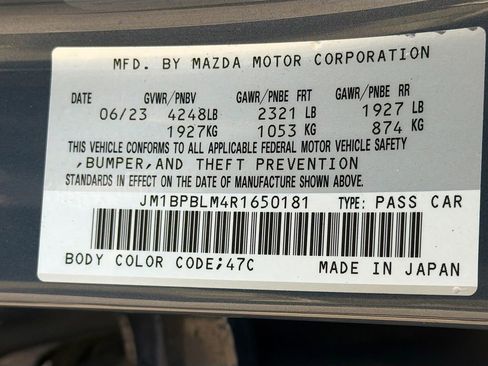 MFD. BY MAZDA MOTOR CORPORATION
DATE GVWR/PNBV GAWR/PNBE FRT GAWR/PNBE RR
06/23 4248LB 2321 LB 1927 LB
1927KG 1053 KG 874 KG
THIS VEHICLE CONFORMS TO ALL APPLICABLE FEDERAL MOTOR VEHICLE SAFETY
,BUMPER,AND THEFT PREVENTION
STANDARDS IN EFFECT ON THE DATE OF MANUFACTURE SHOWN ABOVE.
JM1BPBLM4R1650181 TYPE: PASS CAR
BODY COLOR CODE;47C MADE IN JAPAN